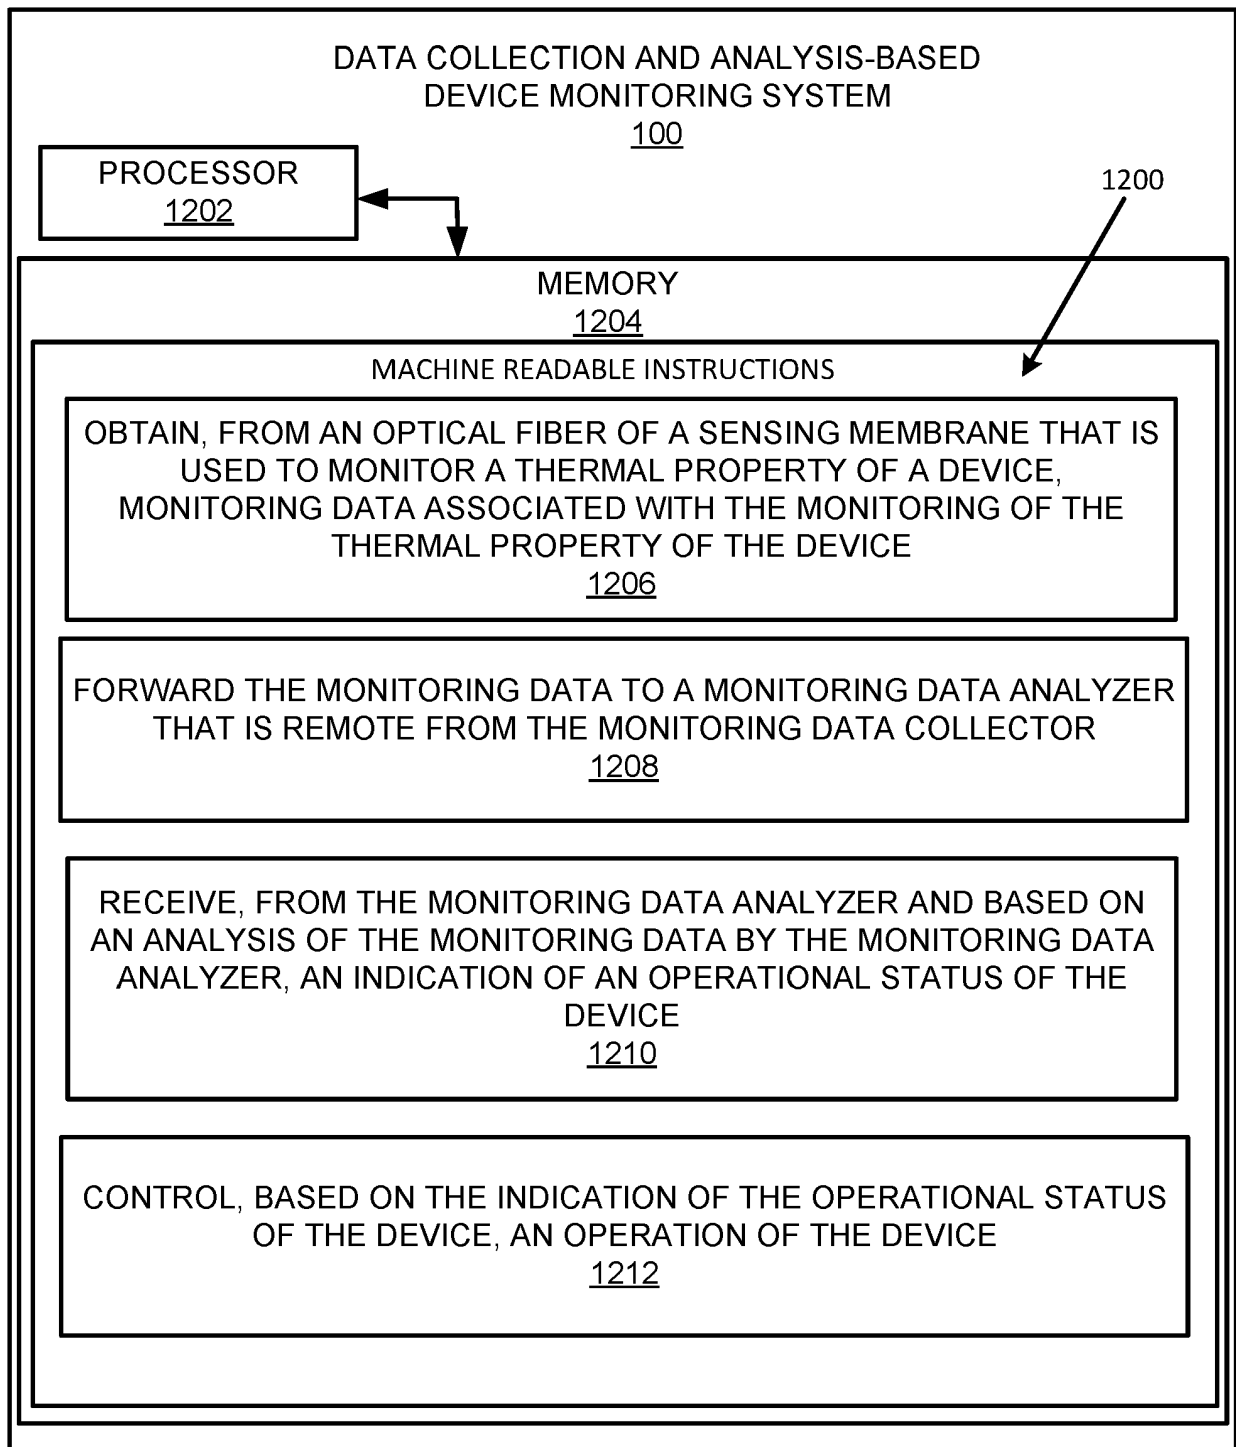 DATA COLLECTION AND ANALYSIS-BASED
DEVICE MONITORING SYSTEM
100
PROCESSOR
1202
1200
MEMORY
1204
MACHINE READABLE INSTRUCTIONS
OBTAIN, FROM AN OPTICAL FIBER OF A SENSING MEMBRANE THAT IS
USED TO MONITOR A THERMAL PROPERTY OF A DEVICE,
MONITORING DATA ASSOCIATED WITH THE MONITORING OF THE
THERMAL PROPERTY OF THE DEVICE
1206
FORWARD THE MONITORING DATA TO A MONITORING DATA ANALYZER
THAT IS REMOTE FROM THE MONITORING DATA COLLECTOR
1208
RECEIVE, FROM THE MONITORING DATA ANALYZER AND BASED ON
AN ANALYSIS OF THE MONITORING DATA BY THE MONITORING DATA
ANALYZER, AN INDICATION OF AN OPERATIONAL STATUS OF THE
DEVICE
1210
CONTROL, BASED ON THE INDICATION OF THE OPERATIONAL STATUS
OF THE DEVICE, AN OPERATION OF THE DEVICE
1212